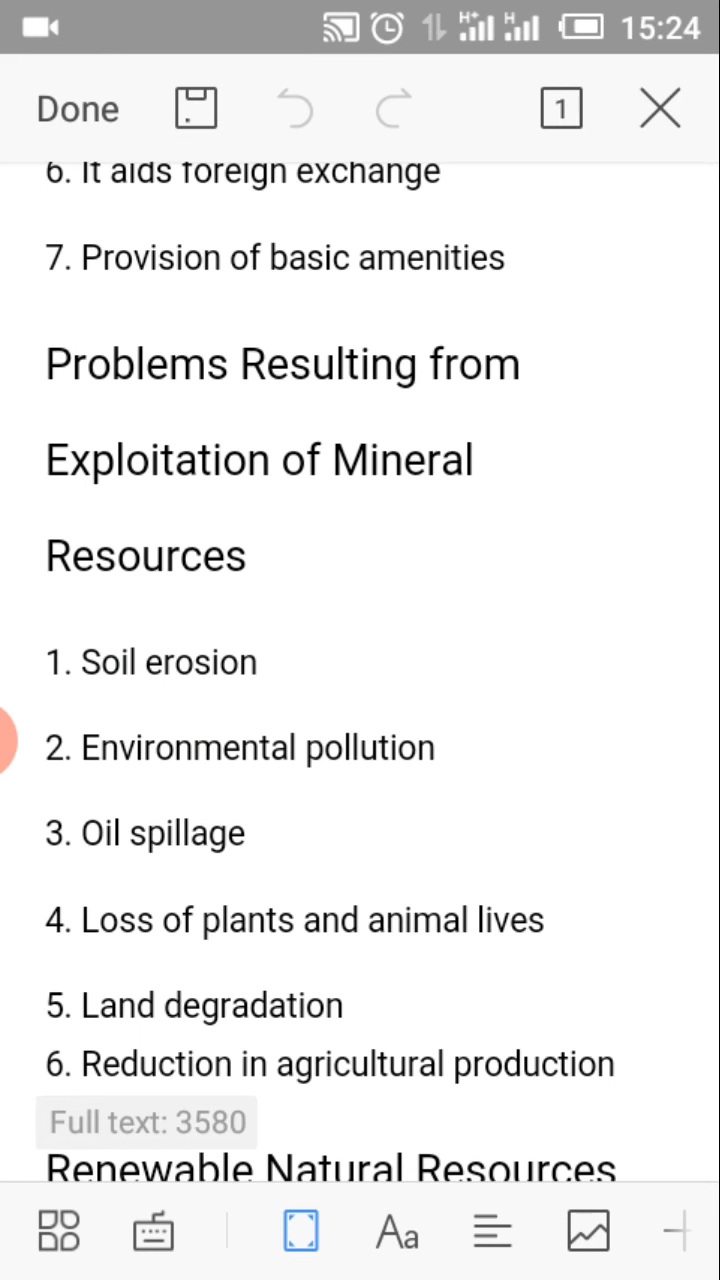 H+ H 15:24
Done 1
6. It aids foreign exchange
7. Provision of basic amenities
Problems Resulting from
Exploitation of Mineral
Resources
1. Soil erosion
2. Environmental pollution
3. Oil spillage
4. Loss of plants and animal lives
5. Land degradation
6. Reduction in agricultural production
Full text: 3580
Renewable Natural Resources
Aa